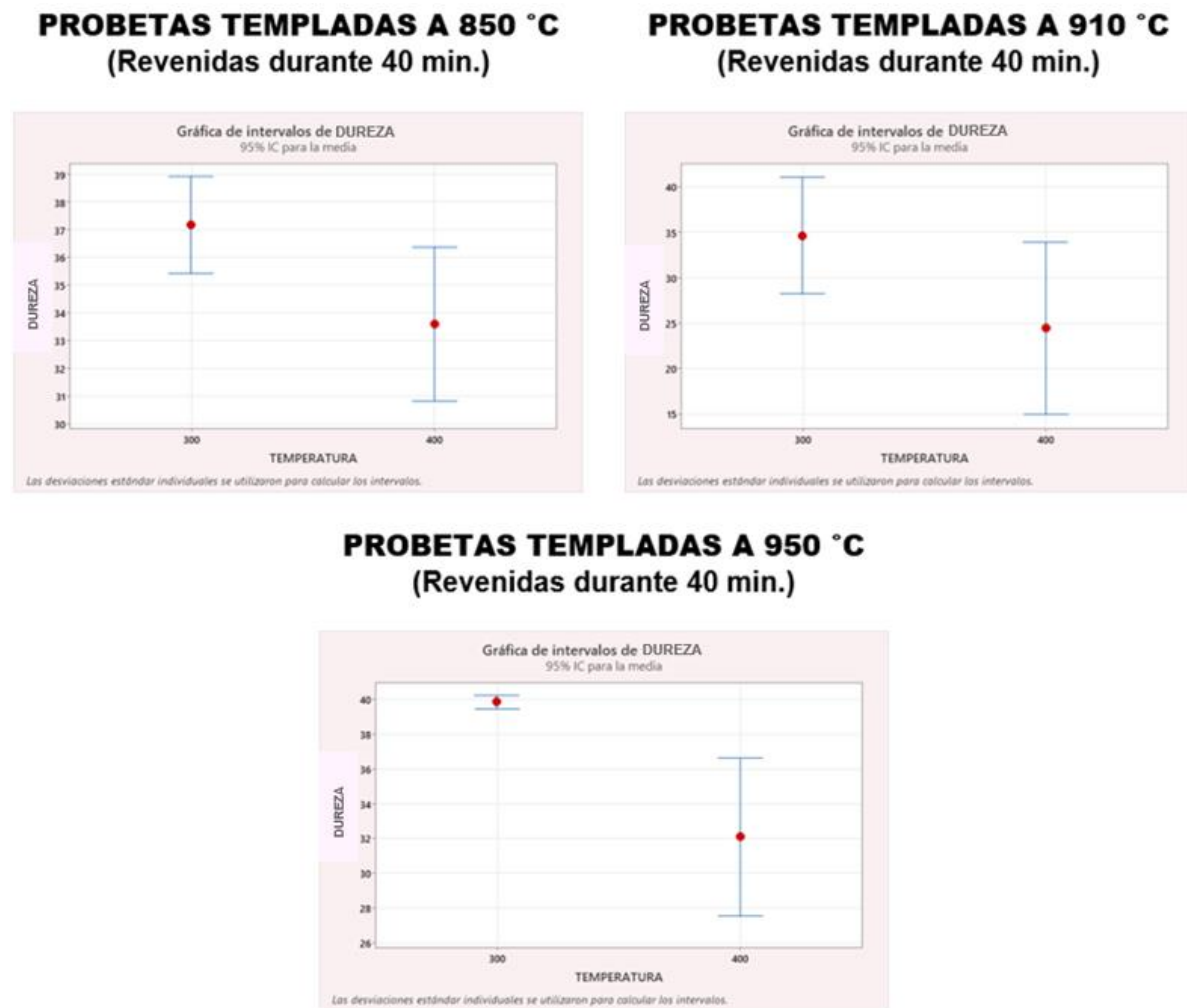 PROBETAS TEMPLADAS A 850 °C
(Revenidas durante 40 min.)
Gráfica de intervalos de DUREZA
95% IC para la media
39
38
37
36
35
34
33
32
31
30
DUREZA
300
400
TEMPERATURA
Las desviaciones estándar individuales se utilizaron para calcular los intervalos.
PROBETAS TEMPLADAS A 910 °C
(Revenidas durante 40 min.)
Gráfica de intervalos de DUREZA
95% IC para la media
40
35
30
25
20
15
DUREZA
300
400
TEMPERATURA
Las desviaciones estándar individuales se utilizaron para calcular los intervalos.
PROBETAS TEMPLADAS A 950 °C
(Revenidas durante 40 min.)
Gráfica de intervalos de DUREZA
95% IC para la media
40
38
36
34
32
30
28
26
DUREZA
300
400
TEMPERATURA
Las desviaciones estándar individuales se utilizaron para calcular los intervalos.